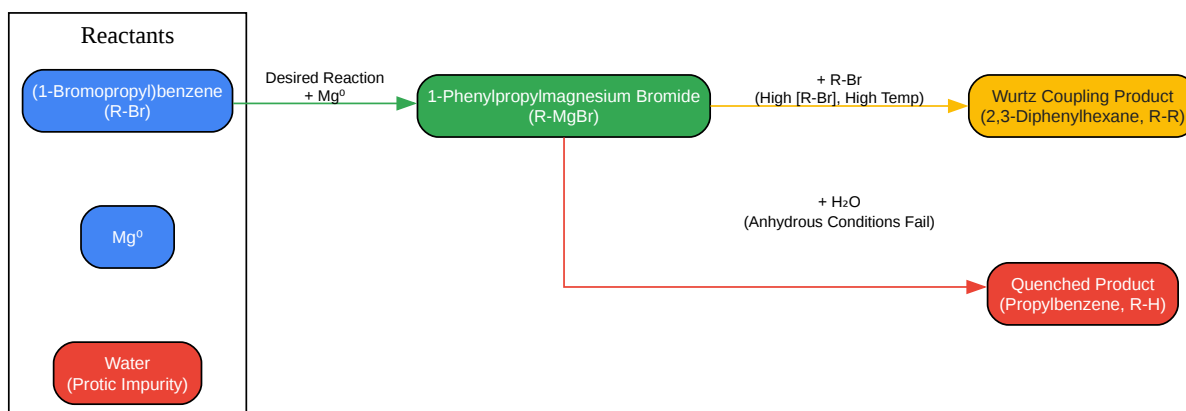 Reactants
(1-Bromopropyl)benzene
(R-Br)
Desired Reaction
+ Mg⁰
1-Phenylpropylmagnesium Bromide
(R-MgBr)
+ R-Br
(High [R-Br], High Temp)
Wurtz Coupling Product
(2,3-Diphenylhexane, R-R)
Mg⁰
+ H₂O
(Anhydrous Conditions Fail)
Quenched Product
(Propylbenzene, R-H)
Water
(Protic Impurity)